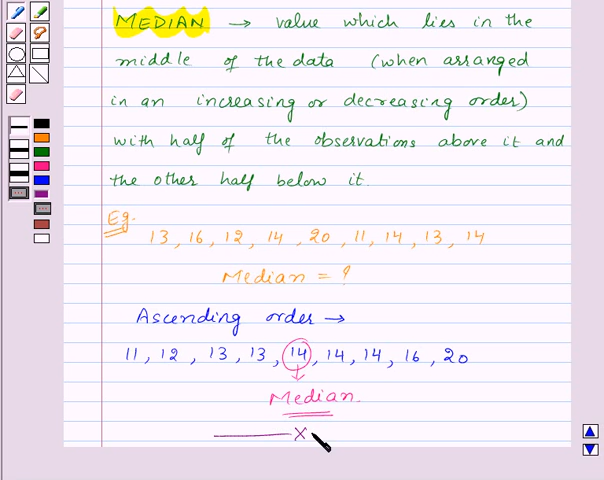 MEDIAN → value which lies in the
middle of the data (when arranged
in an increasing or decreasing order)
with half of the observations above it and
the other half below it.
Eg.
13, 16, 12, 14, 20, 11, 14, 13, 14
Median = ?
Ascending order →
11, 12, 13, 13, 14, 14, 14, 16, 20
Median.
x